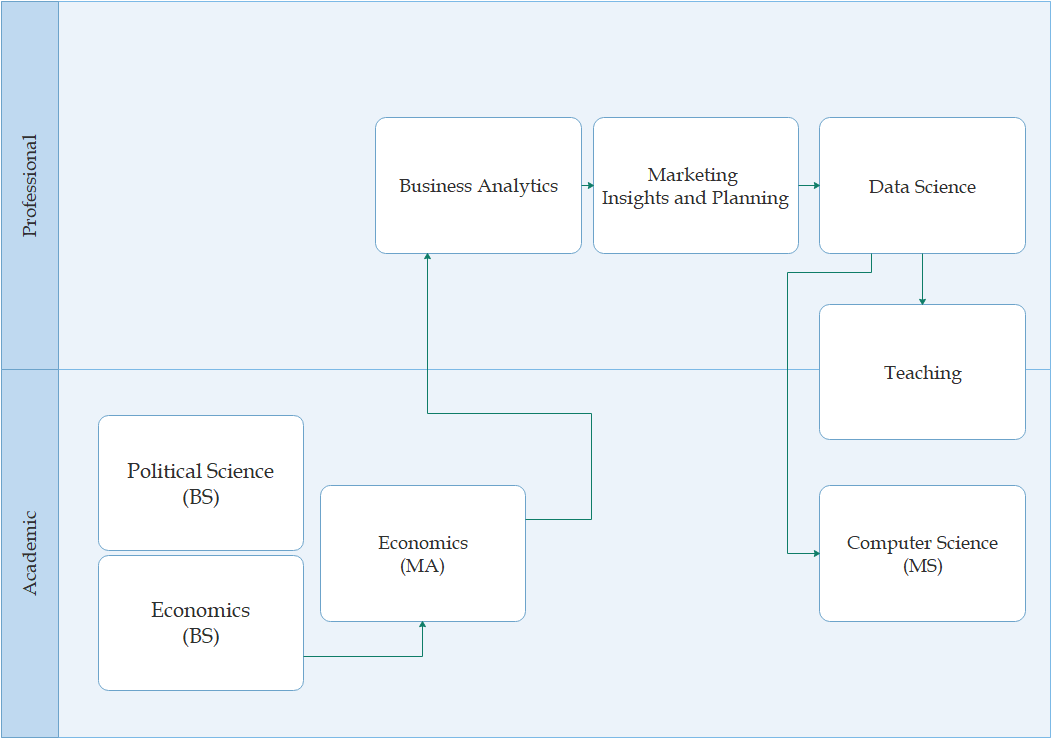 Professional
Business Analytics
Marketing
Insights and Planning
Data Science
Teaching
Academic
Political Science
(BS)
Economics
(BS)
Economics
(MA)
Computer Science
(MS)